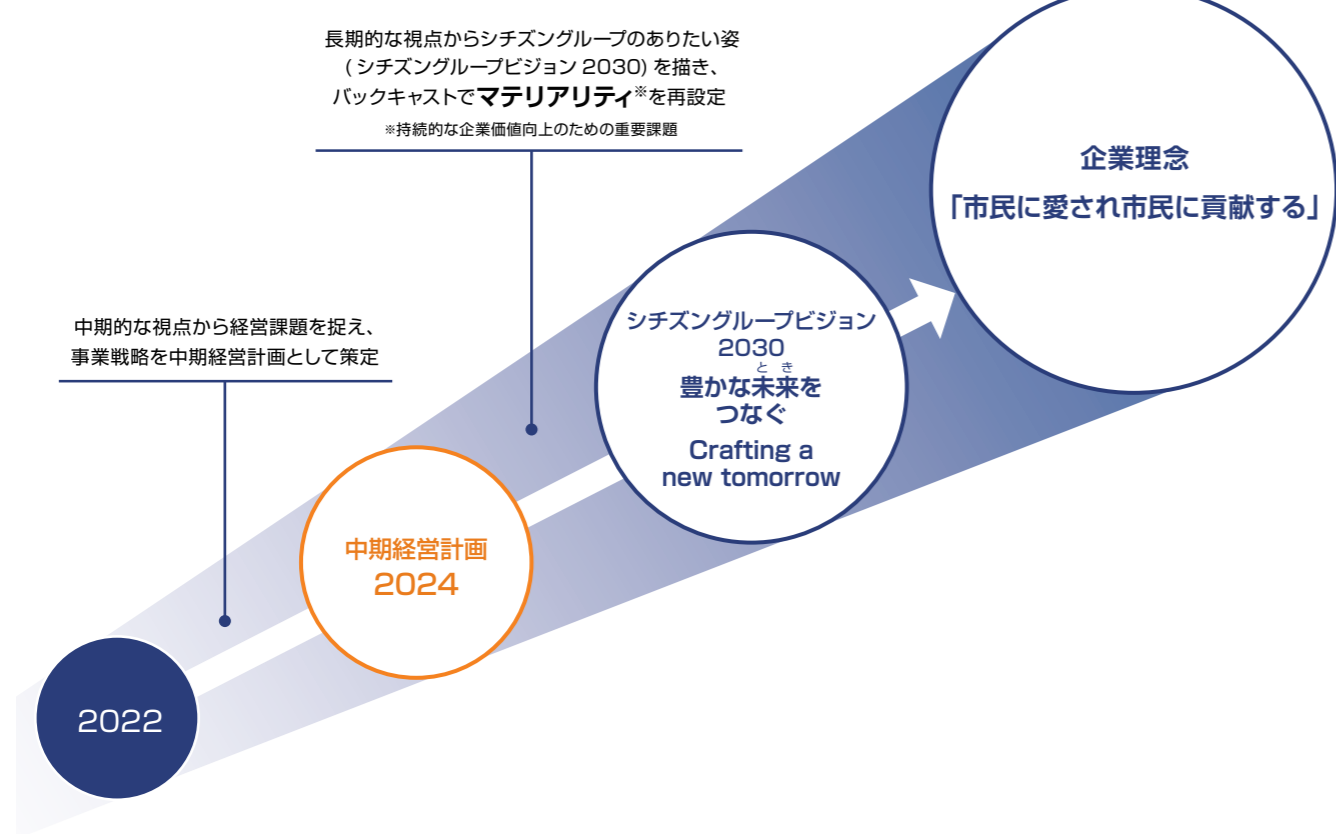 長期的な視点からシチズングループのありたい姿
(シチズングループビジョン 2030) を描き、
バックキャストでマテリアリティ※を再設定
※持続的な企業価値向上のための重要課題
企業理念
「市民に愛され市民に貢献する」
中期的な視点から経営課題を捉え、
事業戦略を中期経営計画として策定
シチズングループビジョン
2030
とき
豊かな未来を
つなぐ
Crafting a
new tomorrow
中期経営計画
2024
2022